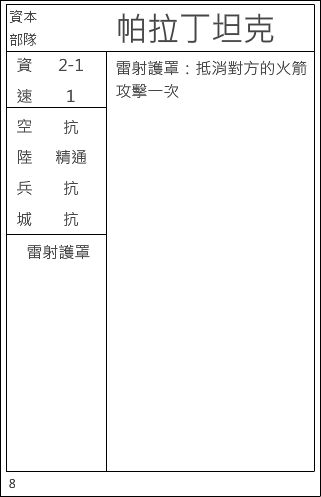 資本
部隊
帕拉丁坦克
資 2-1
速 1
空 抗
陸 精通
兵 抗
城 抗
雷射護罩
雷射護罩：抵消對方的火箭
攻擊一次
8